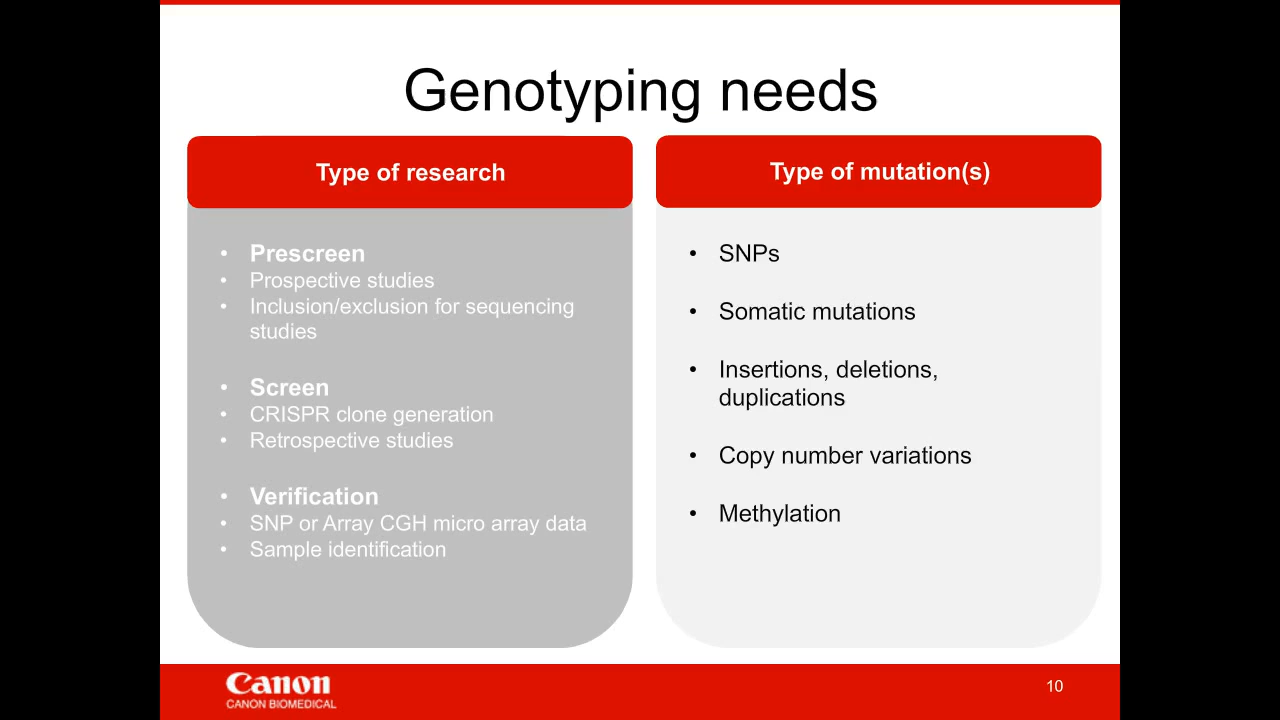 Genotyping needs
Type of research
• Prescreen
• Prospective studies
• Inclusion/exclusion for sequencing
studies
• Screen
• CRISPR clone generation
• Retrospective studies
• Verification
• SNP or Array CGH micro array data
• Sample identification
Type of mutation(s)
• SNPs
• Somatic mutations
• Insertions, deletions,
duplications
• Copy number variations
• Methylation
Canon
CANON BIOMEDICAL
10